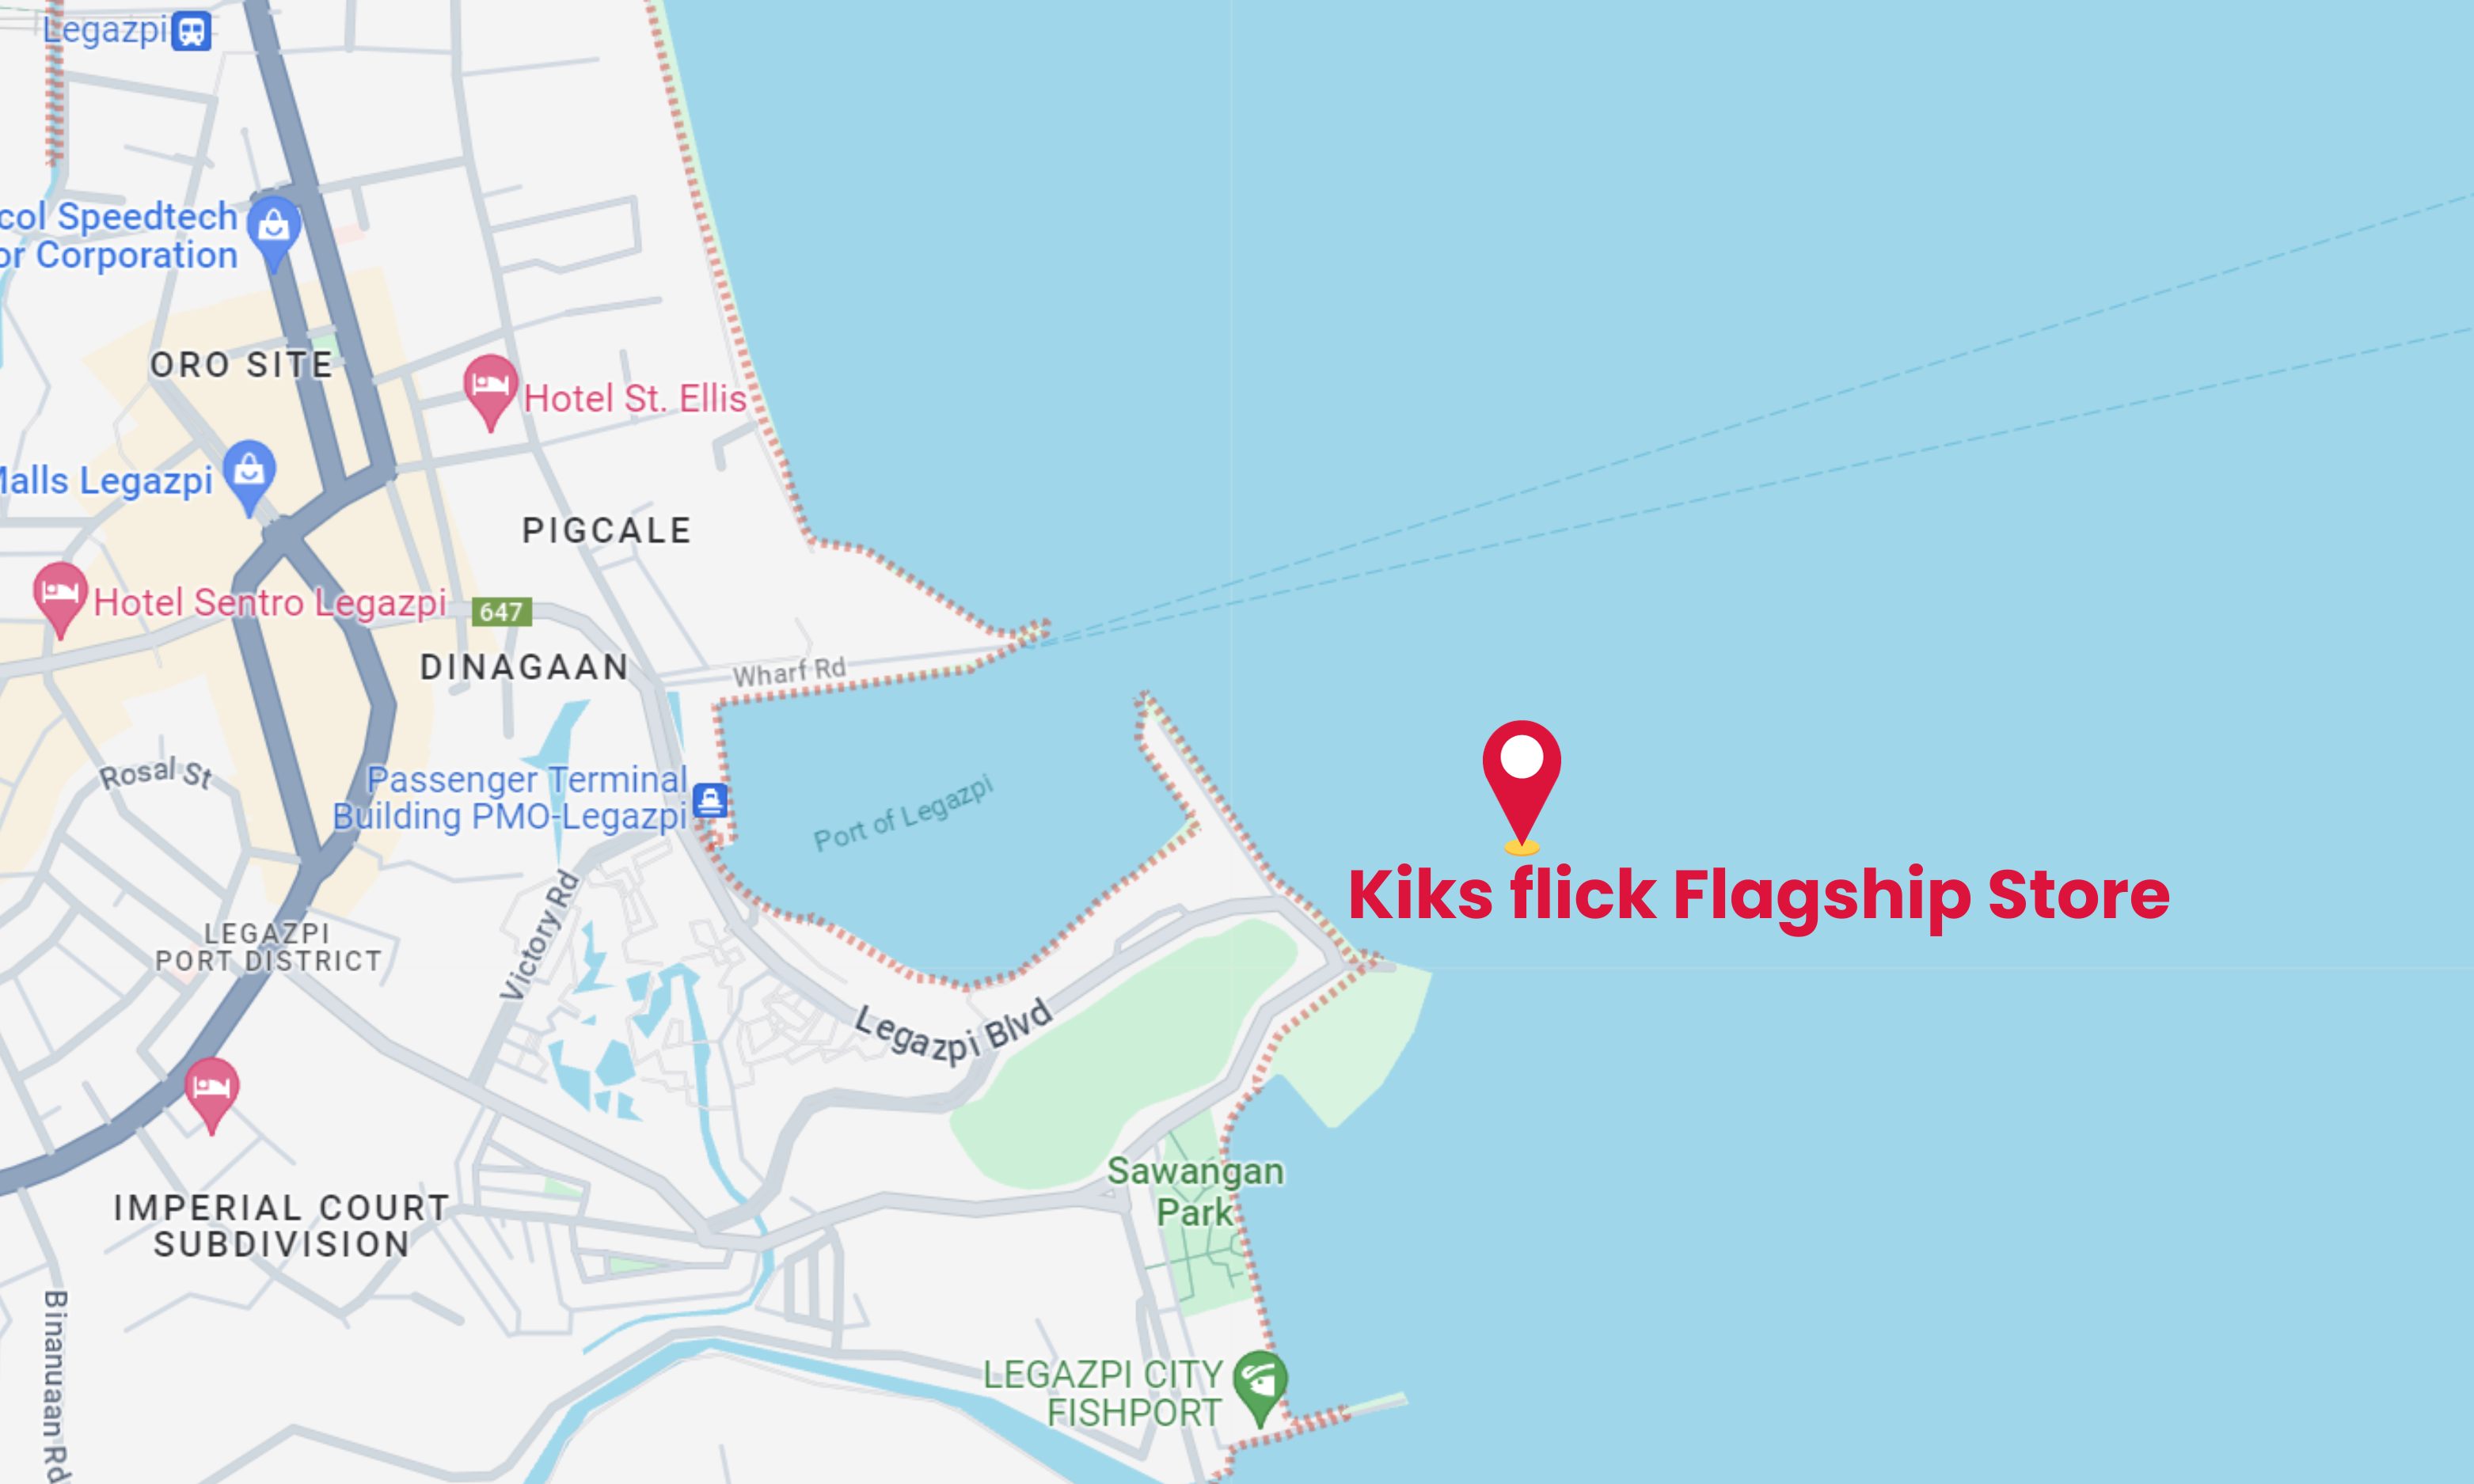 Legazpi
col Speedtech
or Corporation
ORO SITE
Hotel St. Ellis
Malls Legazpi
PIGCALE
Hotel Sentro Legazpi
647
DINAGAAN
Wharf Rd
Rosal St
Passenger Terminal
Building PMO-Legazpi
Port of Legazpi
Kiks flick Flagship Store
Victory Rd
LEGAZPI
PORT DISTRICT
Legazpi Blvd
Sawangan
Park
IMPERIAL COURT
SUBDIVISION
Binanuaan Rd
LEGAZPI CITY
FISHPORT